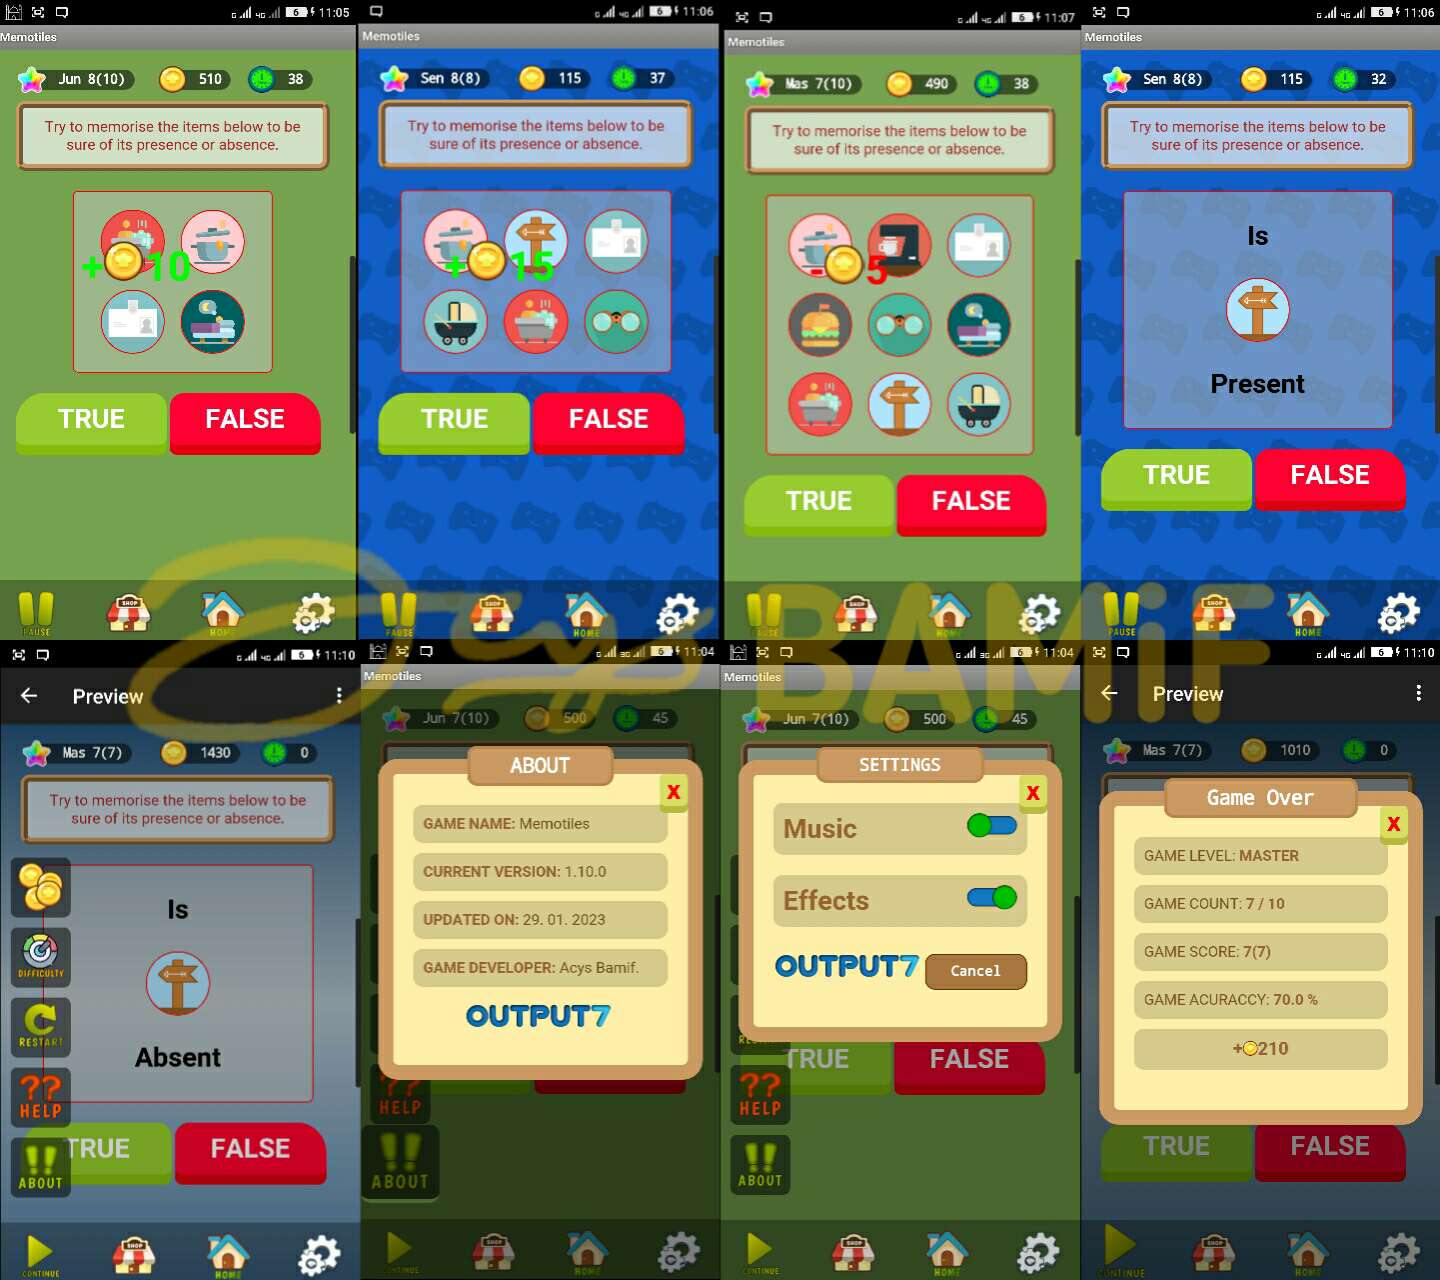 11:05
Memotiles
Jun 8(10)
510
38
Try to memorise the items below to be
sure of its presence or absence.
+10
TRUE
FALSE
PAUSE
SHOP
HOME
11:06
Memotiles
Sen 8(8)
115
37
Try to memorise the items below to be
sure of its presence or absence.
+15
TRUE
FALSE
PAUSE
SHOP
HOME
11:07
Memotiles
Mas 7(10)
490
38
Try to memorise the items below to be
sure of its presence or absence.
5
TRUE
FALSE
PAUSE
SHOP
HOME
11:06
Memotiles
Sen 8(8)
115
32
Try to memorise the items below to be
sure of its presence or absence.
Is
Present
TRUE
FALSE
PAUSE
SHOP
HOME
Acys BAMiF
11:10
Preview
Mas 7(7)
1430
0
Try to memorise the items below to be
sure of its presence or absence.
Is
Absent
DIFFICULTY
RESTART
?? HELP
!! ABOUT
TRUE
FALSE
CONTINUE
SHOP
HOME
11:04
Memotiles
Jun 7(10)
500
45
ABOUT
X
GAME NAME: Memotiles
CURRENT VERSION: 1.10.0
UPDATED ON: 29. 01. 2023
GAME DEVELOPER: Acys Bamif.
OUTPUT7
?? HELP
!! ABOUT
CONTINUE
SHOP
HOME
11:04
Memotiles
Jun 7(10)
500
45
SETTINGS
X
Music
Effects
OUTPUT7
Cancel
TRUE
FALSE
?? HELP
!! ABOUT
CONTINUE
SHOP
HOME
11:10
Preview
Mas 7(7)
1010
0
Game Over
X
GAME LEVEL: MASTER
GAME COUNT: 7 / 10
GAME SCORE: 7(7)
GAME ACURACCY: 70.0 %
+210
TRUE
FALSE
CONTINUE
SHOP
HOME